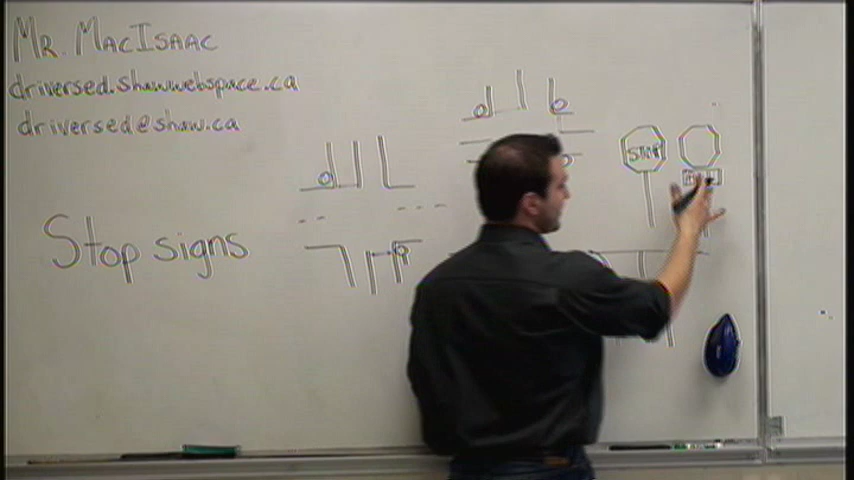 Mr. MacIsaac
driversed.shawwebspace.ca
driversed@shaw.ca
Stop signs
STOP